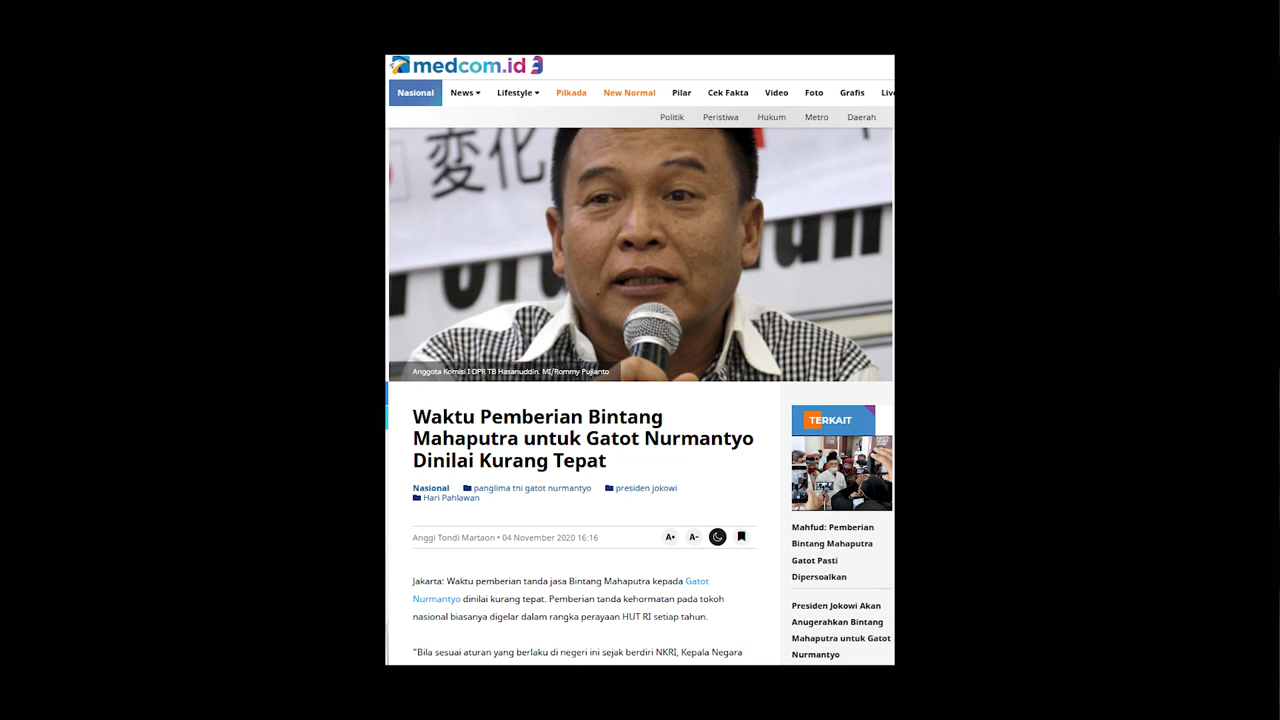 medcom.id
Nasional News Lifestyle Pilkada New Normal Pilar Cek Fakta Video Foto Grafis Live
Politik Peristiwa Hukum Metro Daerah
変化
Anggota Komisi I DPR TB Hasanuddin. MI/Rommy Pujianto
Waktu Pemberian Bintang
Mahaputra untuk Gatot Nurmantyo
Dinilai Kurang Tepat
Nasional panglima tni gatot nurmantyo presiden jokowi
Hari Pahlawan
Anggi Tondi Martaon • 04 November 2020 16:16
A+ A-
Jakarta: Waktu pemberian tanda jasa Bintang Mahaputra kepada Gatot
Nurmantyo dinilai kurang tepat. Pemberian tanda kehormatan pada tokoh
nasional biasanya digelar dalam rangka perayaan HUT RI setiap tahun.
"Bila sesuai aturan yang berlaku di negeri ini sejak berdiri NKRI, Kepala Negara
TERKAIT
Mahfud: Pemberian
Bintang Mahaputra
Gatot Pasti
Dipersoalkan
Presiden Jokowi Akan
Anugerahkan Bintang
Mahaputra untuk Gatot
Nurmantyo